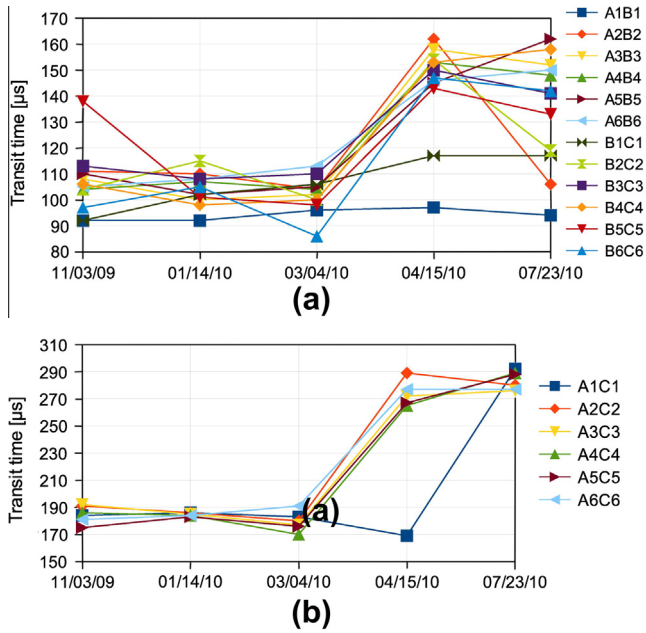 Transit time [µs]
170
160
150
140
130
120
110
100
90
80
11/03/09 01/14/10 03/04/10 04/15/10 07/23/10
A1B1
A2B2
A3B3
A4B4
A5B5
A6B6
B1C1
B2C2
B3C3
B4C4
B5C5
B6C6
(a)
Transit time [µs]
310
290
270
250
230
210
190
170
150
11/03/09 01/14/10 03/04/10 04/15/10 07/23/10
A1C1
A2C2
A3C3
A4C4
A5C5
A6C6
(a)
(b)